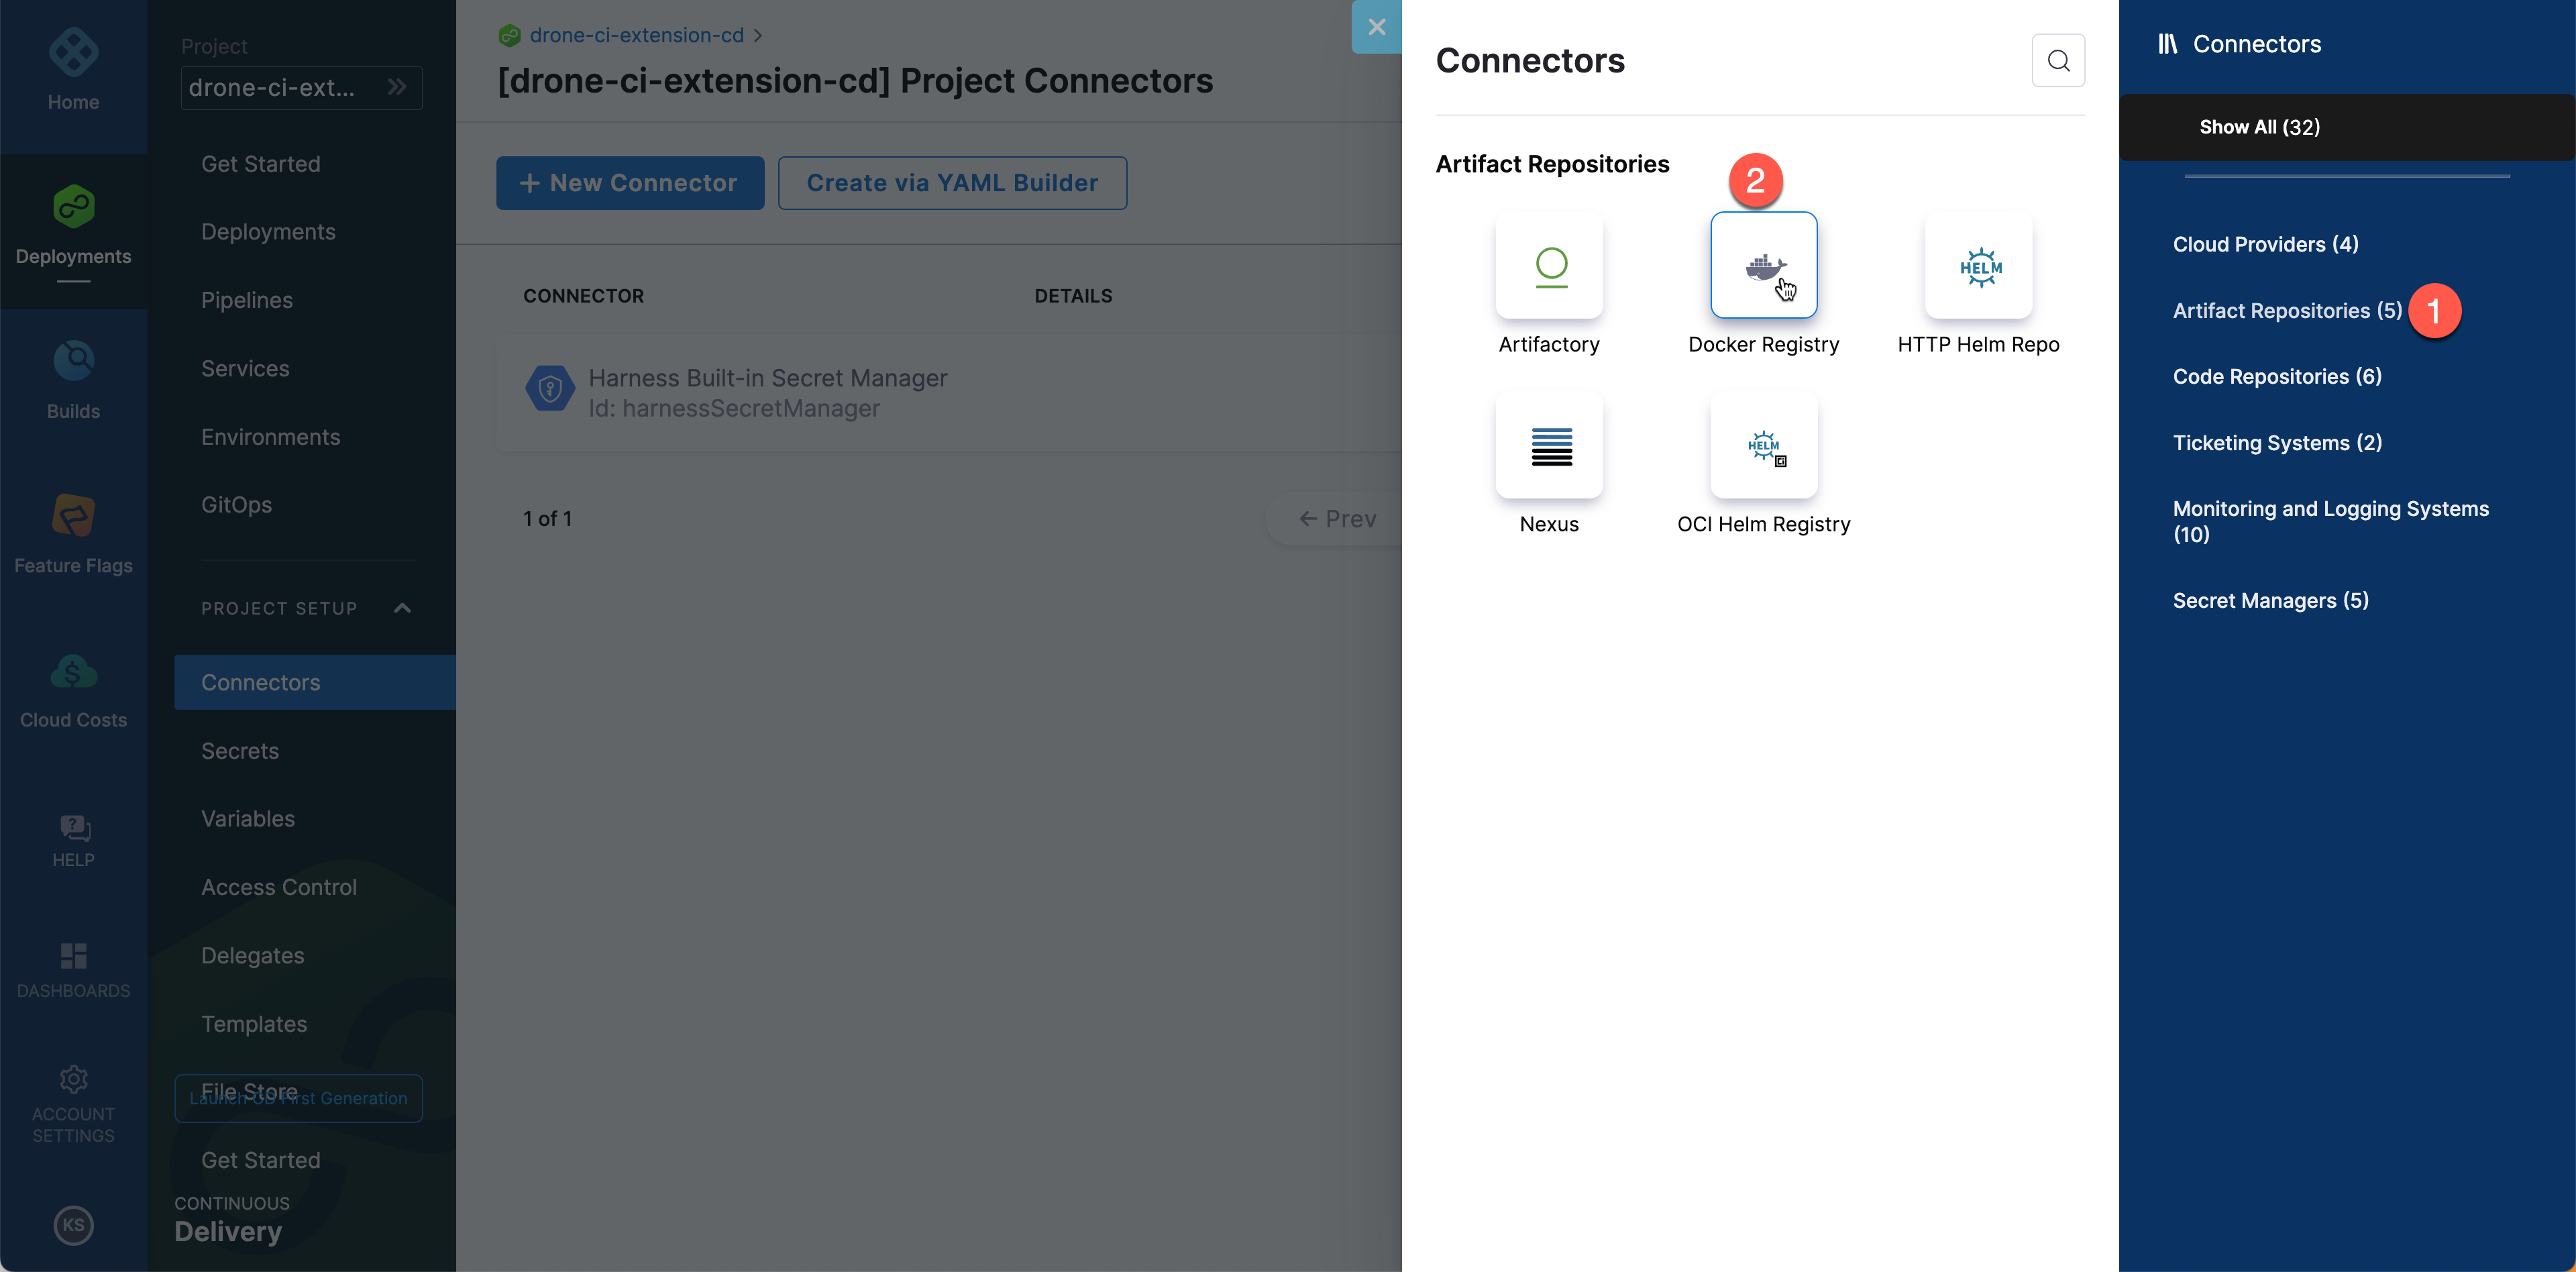 Home
Deployments
Builds
Feature Flags
Cloud Costs
HELP
DASHBOARDS
ACCOUNT
SETTINGS
KS
Project
drone-ci-ext...
Get Started
Deployments
Pipelines
Services
Environments
GitOps
PROJECT SETUP
Connectors
Secrets
Variables
Access Control
Delegates
Templates
File Store
Launch CD First Generation
Get Started
CONTINUOUS
Delivery
drone-ci-extension-cd
[drone-ci-extension-cd] Project Connectors
+ New Connector
Create via YAML Builder
CONNECTOR DETAILS
Harness Built-in Secret Manager
Id: harnessSecretManager
1 of 1
← Prev
Connectors
Artifact Repositories
2
HELM
Artifactory Docker Registry HTTP Helm Repo
HELM
Nexus OCI Helm Registry
Connectors
Show All (32)
Cloud Providers (4)
Artifact Repositories (5) 1
Code Repositories (6)
Ticketing Systems (2)
Monitoring and Logging Systems
(10)
Secret Managers (5)